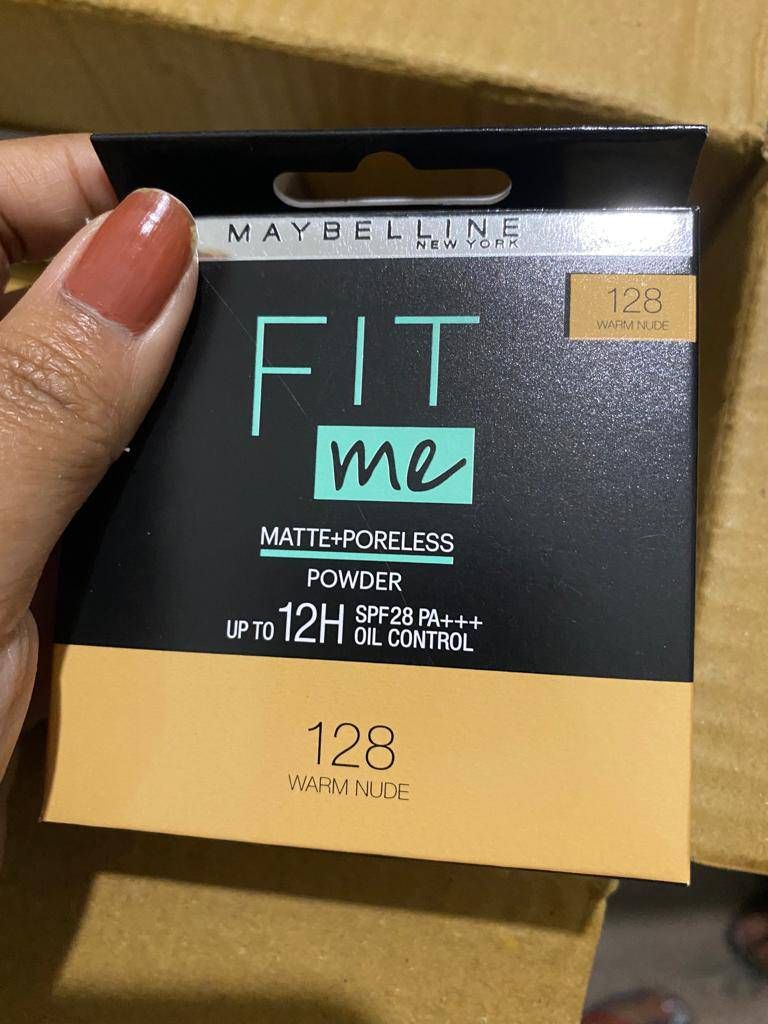 MAYBELLINE
NEW YORK
128
WARM NUDE
FIT
me
MATTE+PORELESS
POWDER
UP TO 12H SPF28 PA+++
OIL CONTROL
128
WARM NUDE